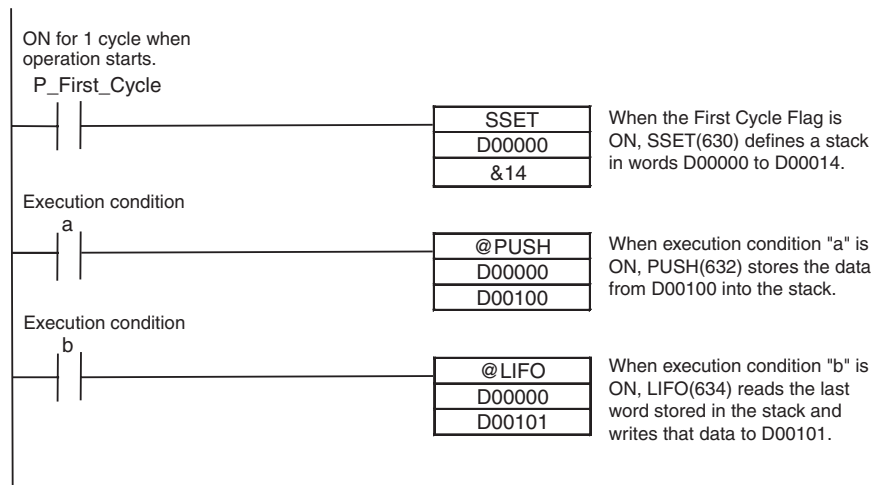 ON for 1 cycle when
operation starts.
P_First_Cycle
SSET
D00000
&14
When the First Cycle Flag is
ON, SSET(630) defines a stack
in words D00000 to D00014.
Execution condition
a
@PUSH
D00000
D00100
When execution condition "a" is
ON, PUSH(632) stores the data
from D00100 into the stack.
Execution condition
b
@LIFO
D00000
D00101
When execution condition "b" is
ON, LIFO(634) reads the last
word stored in the stack and
writes that data to D00101.